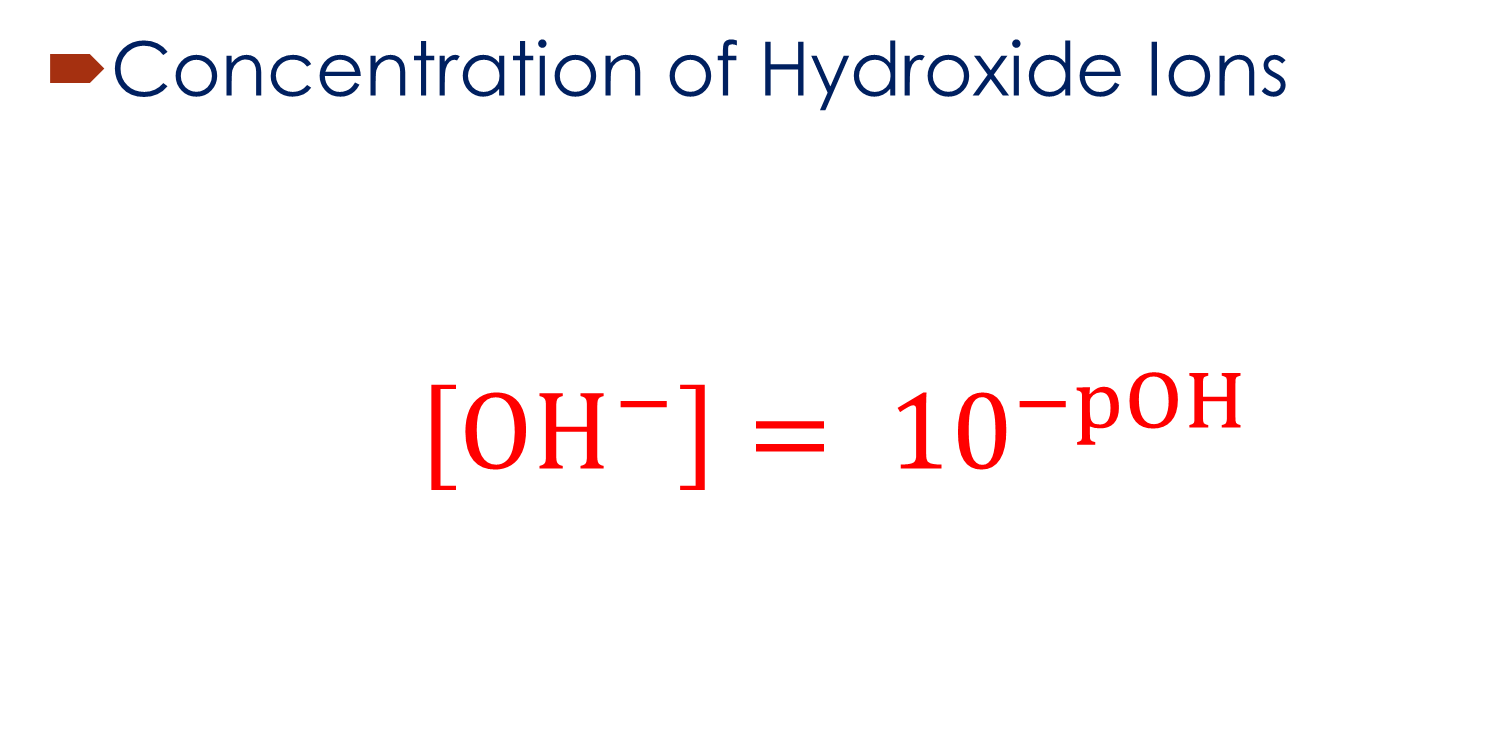 Concentration of Hydroxide Ions
[OH⁻] = 10⁻ᵖᴼᴴ